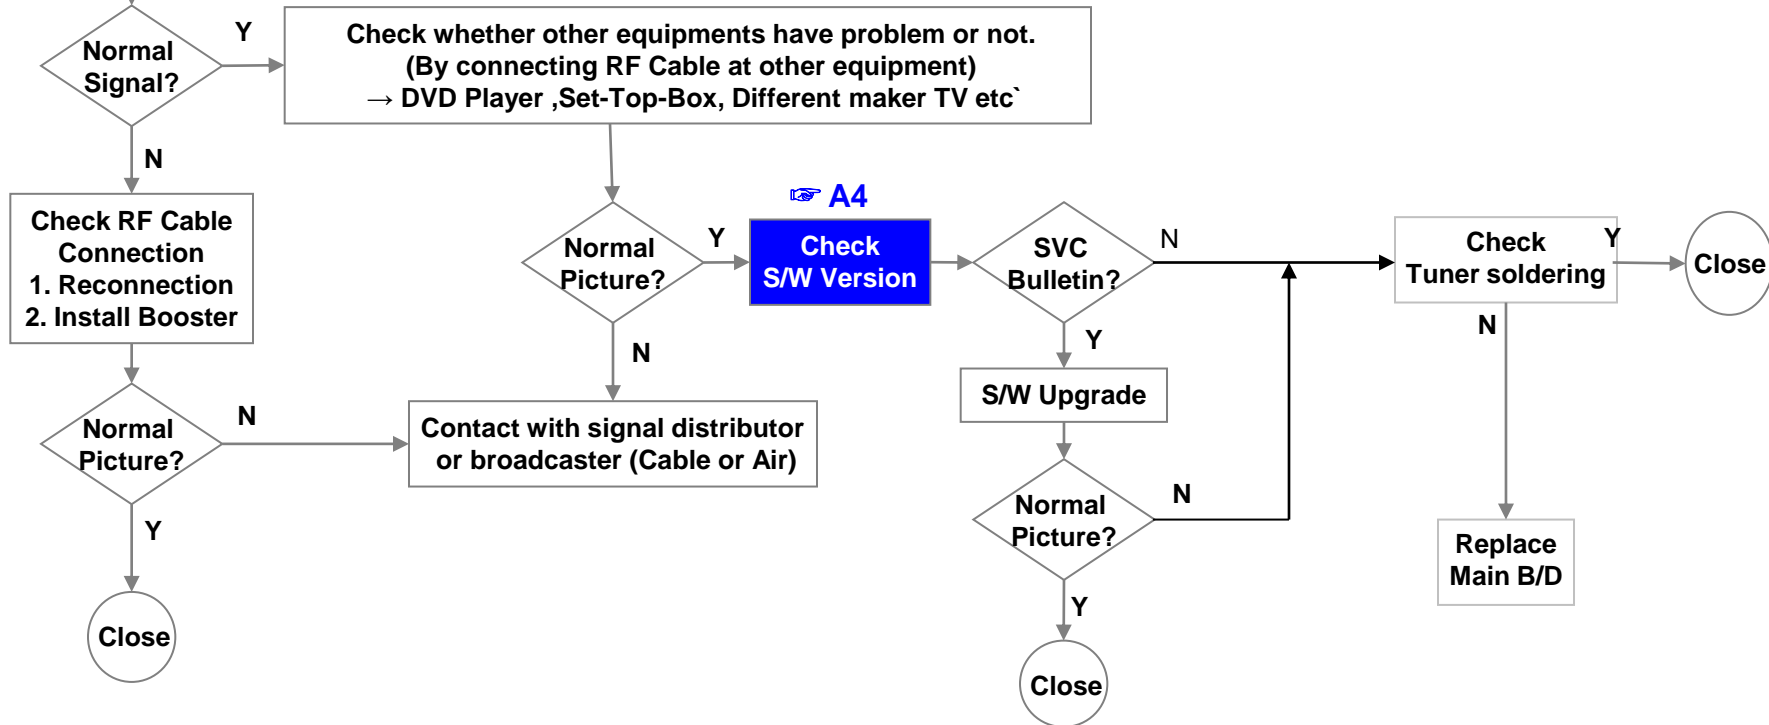 Normal
Signal?
Y
Check whether other equipments have problem or not.
(By connecting RF Cable at other equipment)
→ DVD Player ,Set-Top-Box, Different maker TV etc`
N
Check RF Cable
Connection
1. Reconnection
2. Install Booster
Normal
Picture?
Y
☞ A4
Check
S/W Version
SVC
Bulletin?
N
Check
Tuner soldering
Y
Close
N
Y
N
S/W Upgrade
Normal
Picture?
N
Contact with signal distributor
or broadcaster (Cable or Air)
Normal
Picture?
N
Replace
Main B/D
Y
Close
Y
Close